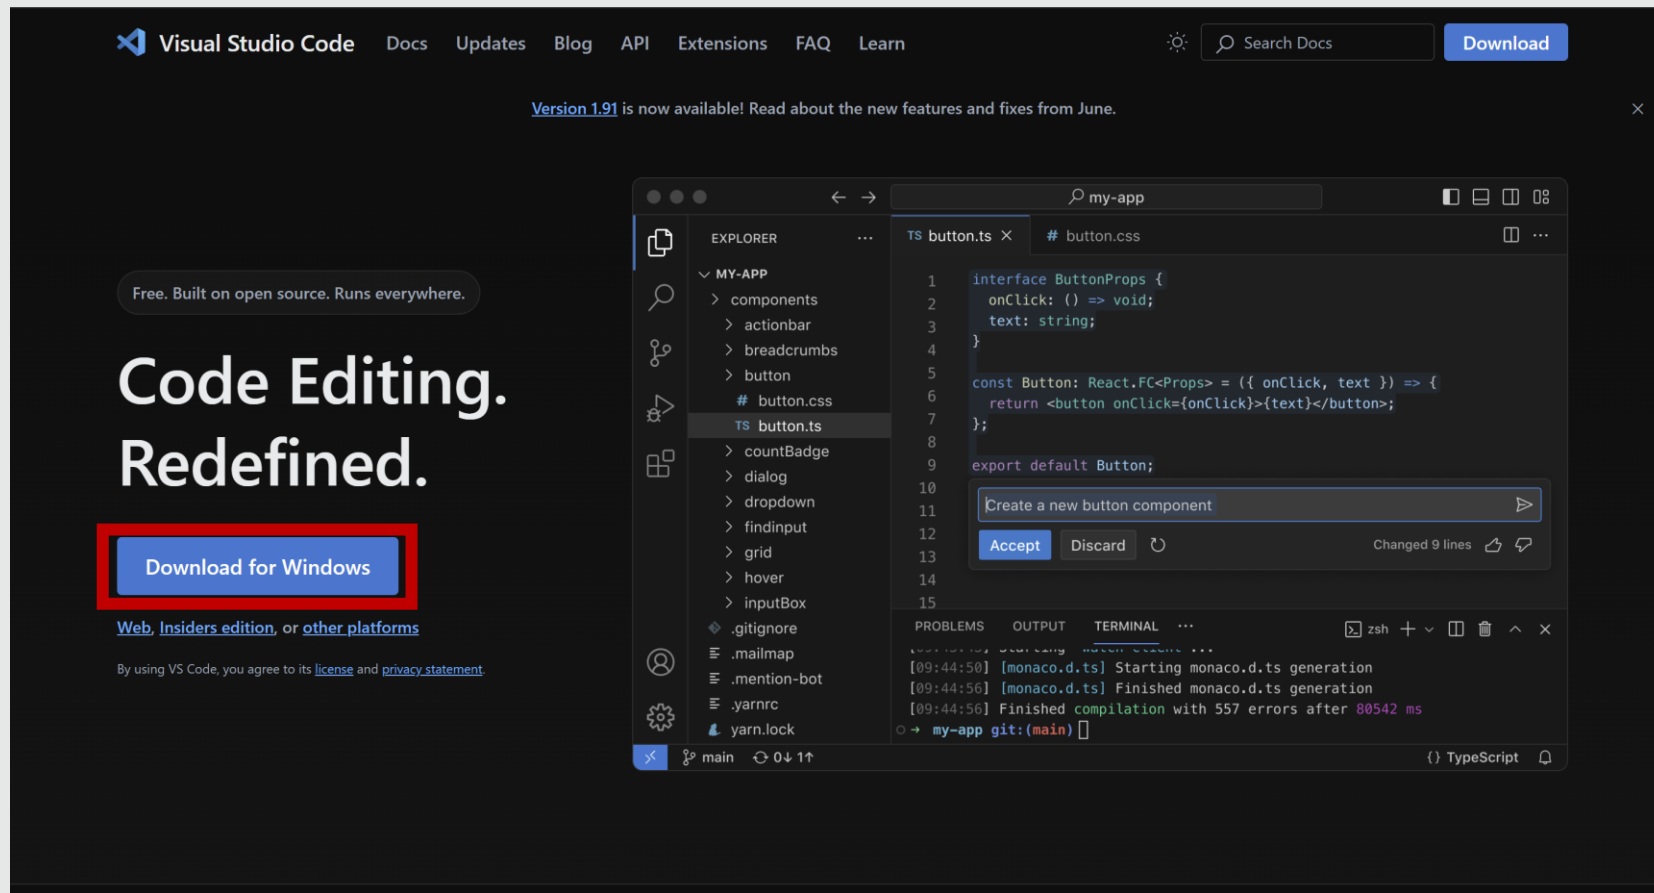 Visual Studio Code Docs Updates Blog API Extensions FAQ Learn Search Docs Download
Version 1.91 is now available! Read about the new features and fixes from June.
Free. Built on open source. Runs everywhere.
Code Editing.
Redefined.
Download for Windows
Web, Insiders edition, or other platforms
By using VS Code, you agree to its license and privacy statement.
my-app
EXPLORER
MY-APP
components
actionbar
breadcrumbs
button
# button.css
TS button.ts
countBadge
dialog
dropdown
findinput
grid
hover
inputBox
.gitignore
.mailmap
.mention-bot
.yarnrc
yarn.lock
TS button.ts # button.css
1 interface ButtonProps {
2 onClick: () => void;
3 text: string;
4 }
5 const Button: React.FC<Props> = ({ onClick, text }) => {
6 return <button onClick={onClick}>{text}</button>;
7 };
8
9 export default Button;
10
11
12
13
14
15
Create a new button component
Accept Discard Changed 9 lines
PROBLEMS OUTPUT TERMINAL ··· zsh
[09:44:50] [monaco.d.ts] Starting monaco.d.ts generation
[09:44:56] [monaco.d.ts] Finished monaco.d.ts generation
[09:44:56] Finished compilation with 557 errors after 80542 ms
my-app git:(main)
main 0↓ 1↑ {} TypeScript